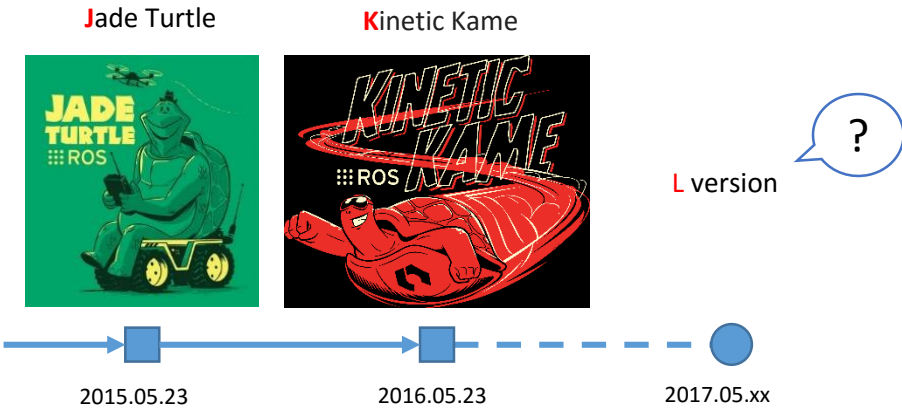 Jade Turtle
Kinetic Kame
JADE
TURTLE
ROS
KINETIC
KAME
ROS
?
L version
2015.05.23
2016.05.23
2017.05.xx